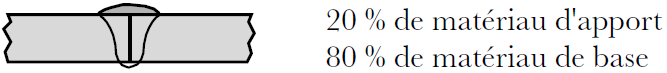 20 % de matériau d'apport
80 % de matériau de base